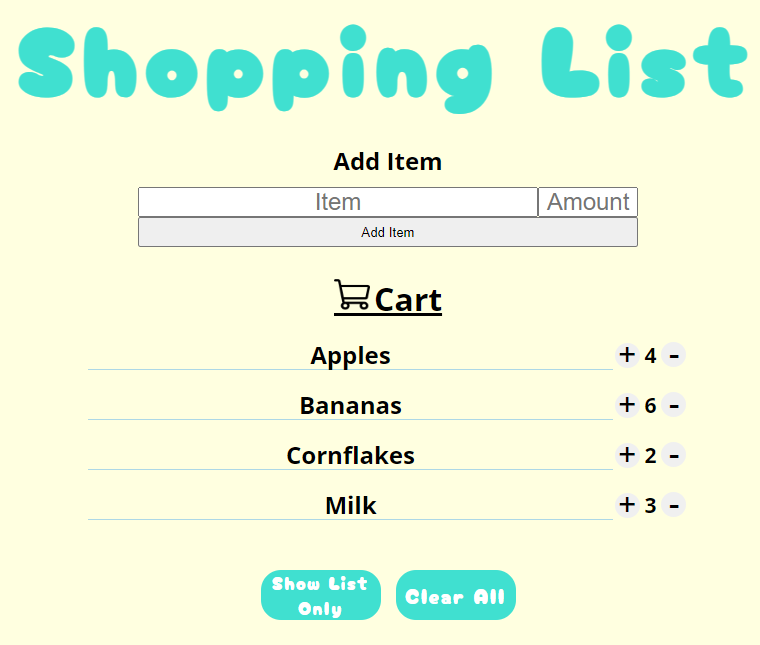 Shopping List
Add Item
Item Amount
Add Item
Cart
Apples + 4 -
Bananas + 6 -
Cornflakes + 2 -
Milk + 3 -
Show List Clear All
Only